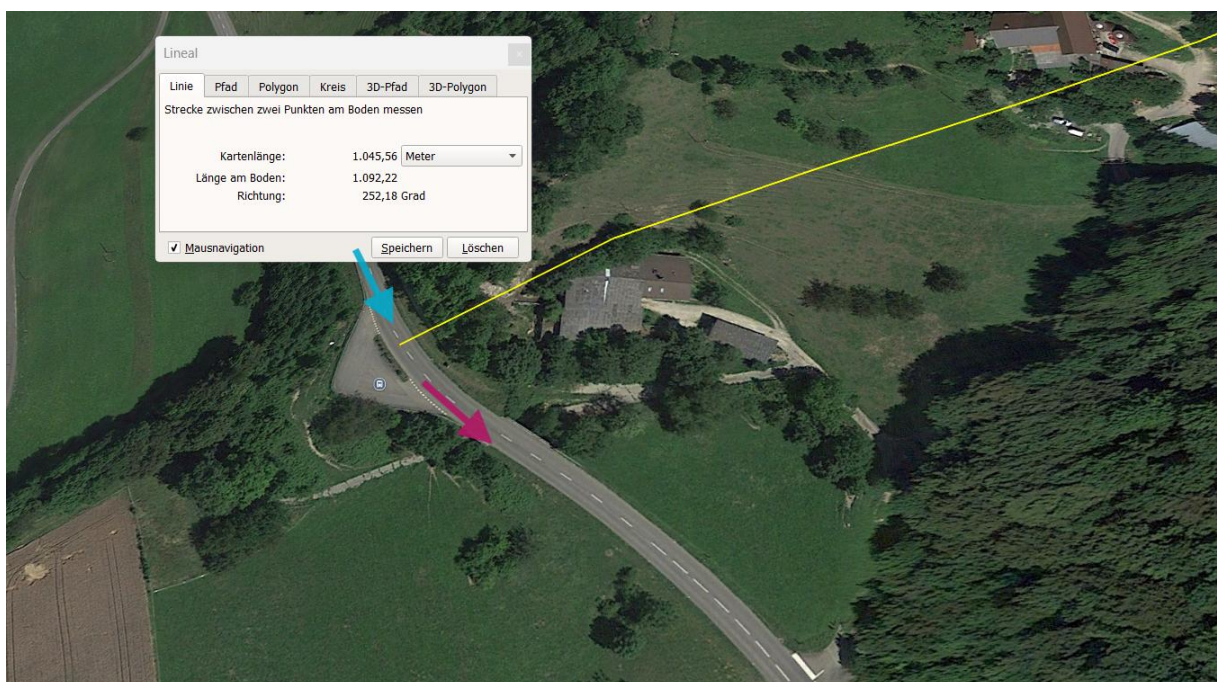 Lineal
Linie Pfad Polygon Kreis 3D-Pfad 3D-Polygon
Strecke zwischen zwei Punkten am Boden messen
Kartenlänge: 1.045,56 Meter
Länge am Boden: 1.092,22
Richtung: 252,18 Grad
Mausnavigation Speichern Löschen